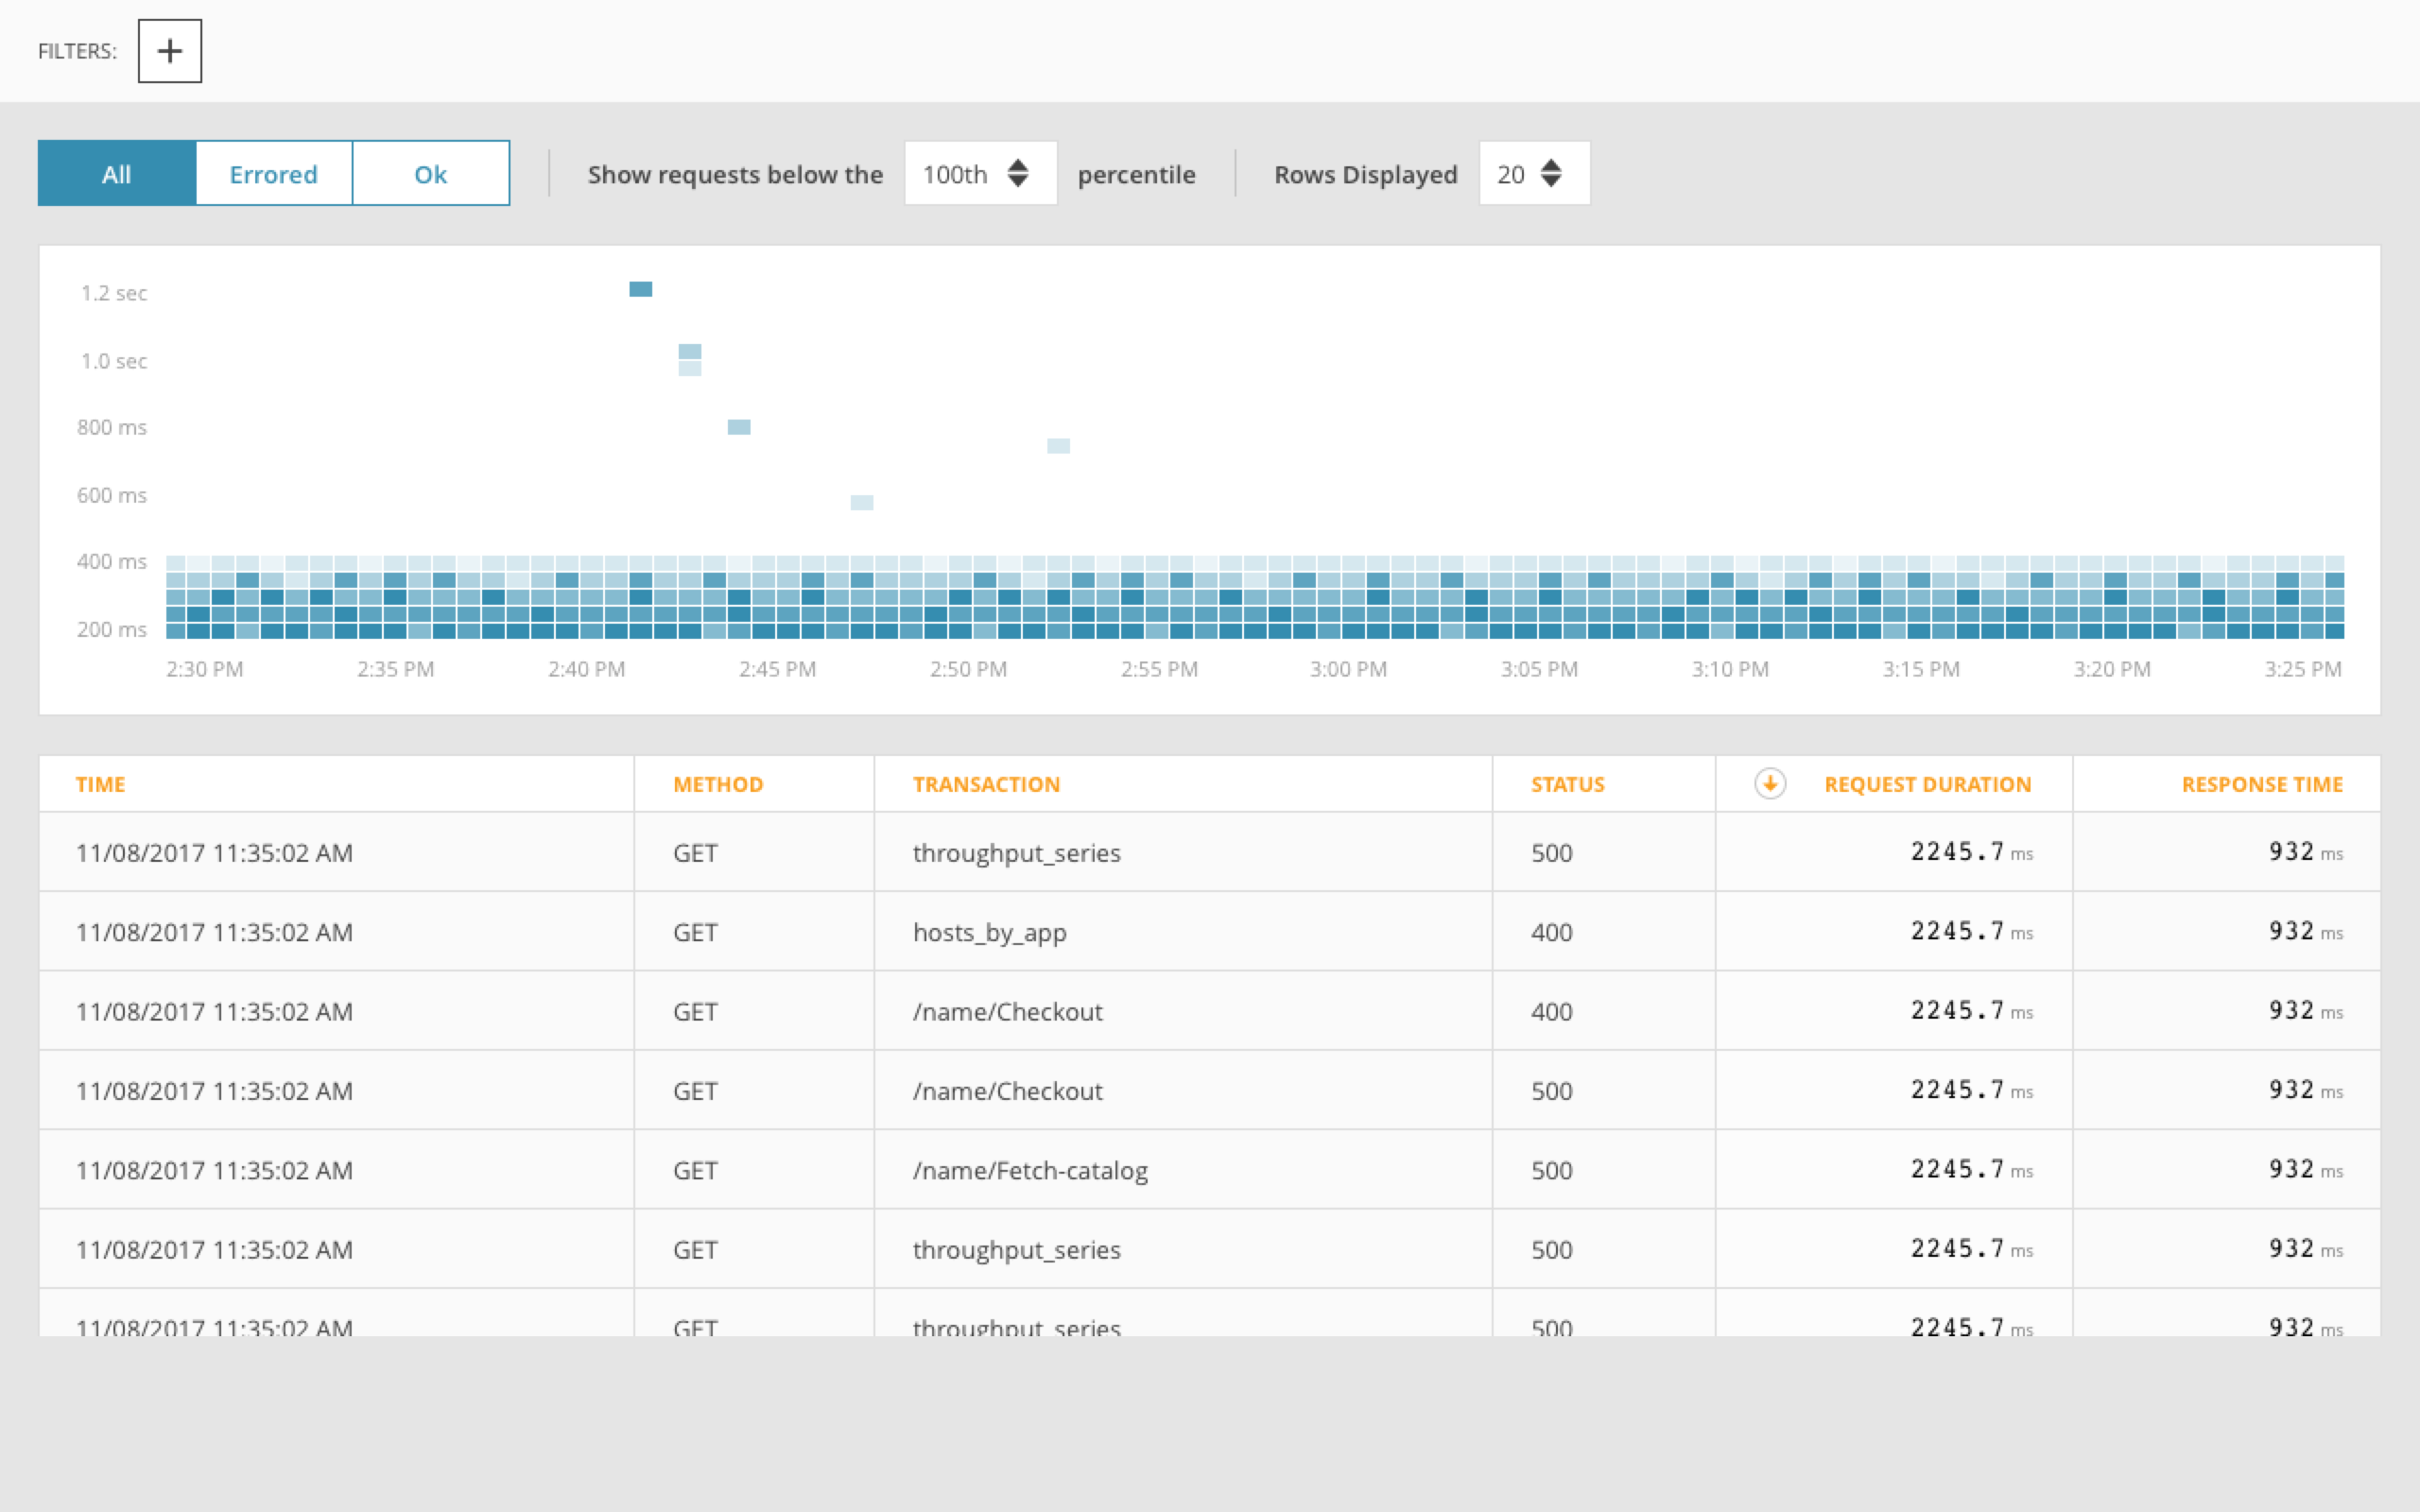 FILTERS: +
All Errored Ok Show requests below the 100th percentile Rows Displayed 20
1.2 sec
1.0 sec
800 ms
600 ms
400 ms
200 ms
2:30 PM 2:35 PM 2:40 PM 2:45 PM 2:50 PM 2:55 PM 3:00 PM 3:05 PM 3:10 PM 3:15 PM 3:20 PM 3:25 PM
TIME METHOD TRANSACTION STATUS REQUEST DURATION RESPONSE TIME
11/08/2017 11:35:02 AM GET throughput_series 500 2245.7 ms 932 ms
11/08/2017 11:35:02 AM GET hosts_by_app 400 2245.7 ms 932 ms
11/08/2017 11:35:02 AM GET /name/Checkout 400 2245.7 ms 932 ms
11/08/2017 11:35:02 AM GET /name/Checkout 500 2245.7 ms 932 ms
11/08/2017 11:35:02 AM GET /name/Fetch-catalog 500 2245.7 ms 932 ms
11/08/2017 11:35:02 AM GET throughput_series 500 2245.7 ms 932 ms
11/08/2017 11:35:02 AM GET throughput_series 500 2245.7 ms 932 ms